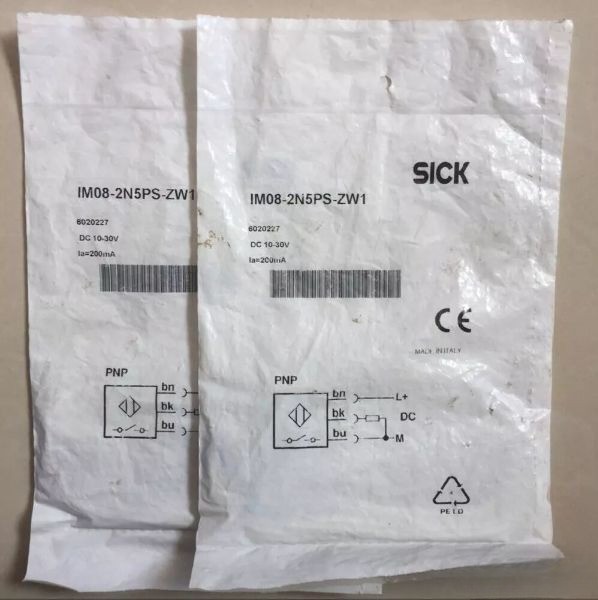 IM08-2N5PS-ZW1
6020227
DC 10-30V
Ia=200mA
PNP
bn
bk
bu
SICK
IM08-2N5PS-ZW1
6020227
DC 10-30V
Ia=200mA
CE
MADE IN ITALY
PNP
bn L+
bk DC
bu M
4
PE LD